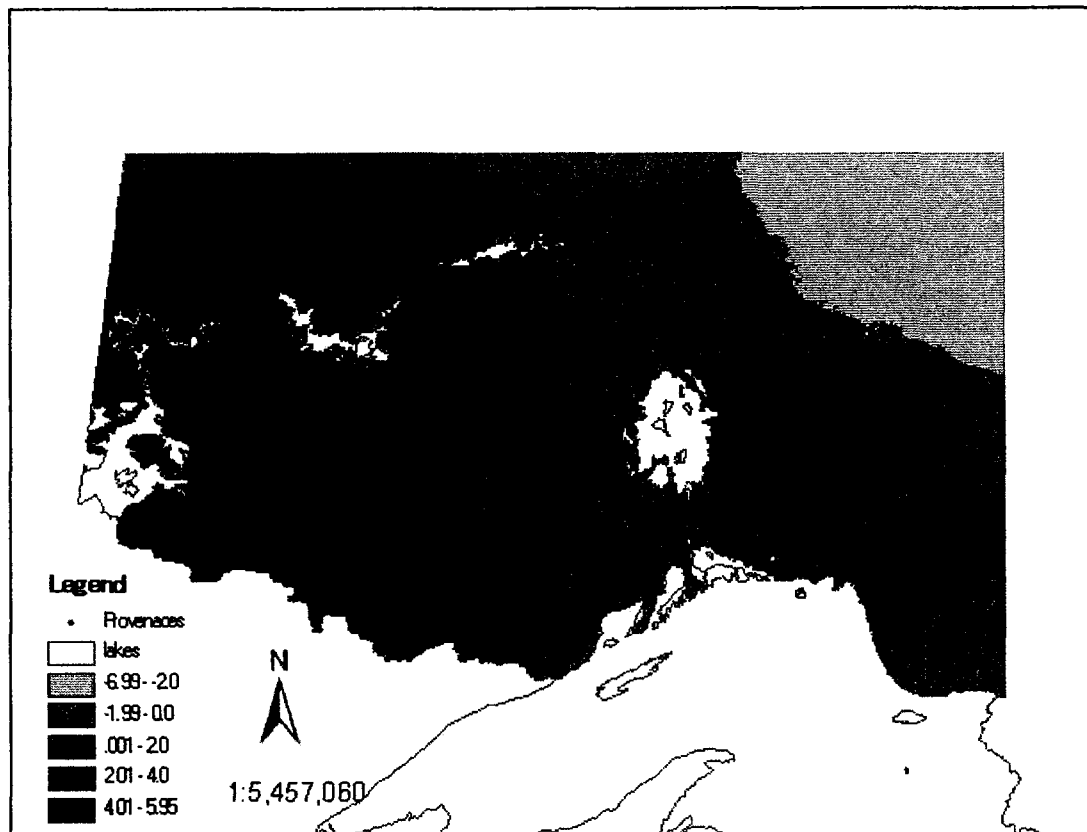 Legend
Provenaces
lakes
-6.99 - -2.0
-1.99 - 0.0
.001 - 2.0
2.01 - 4.0
4.01 - 5.95
N
1:5,457,060